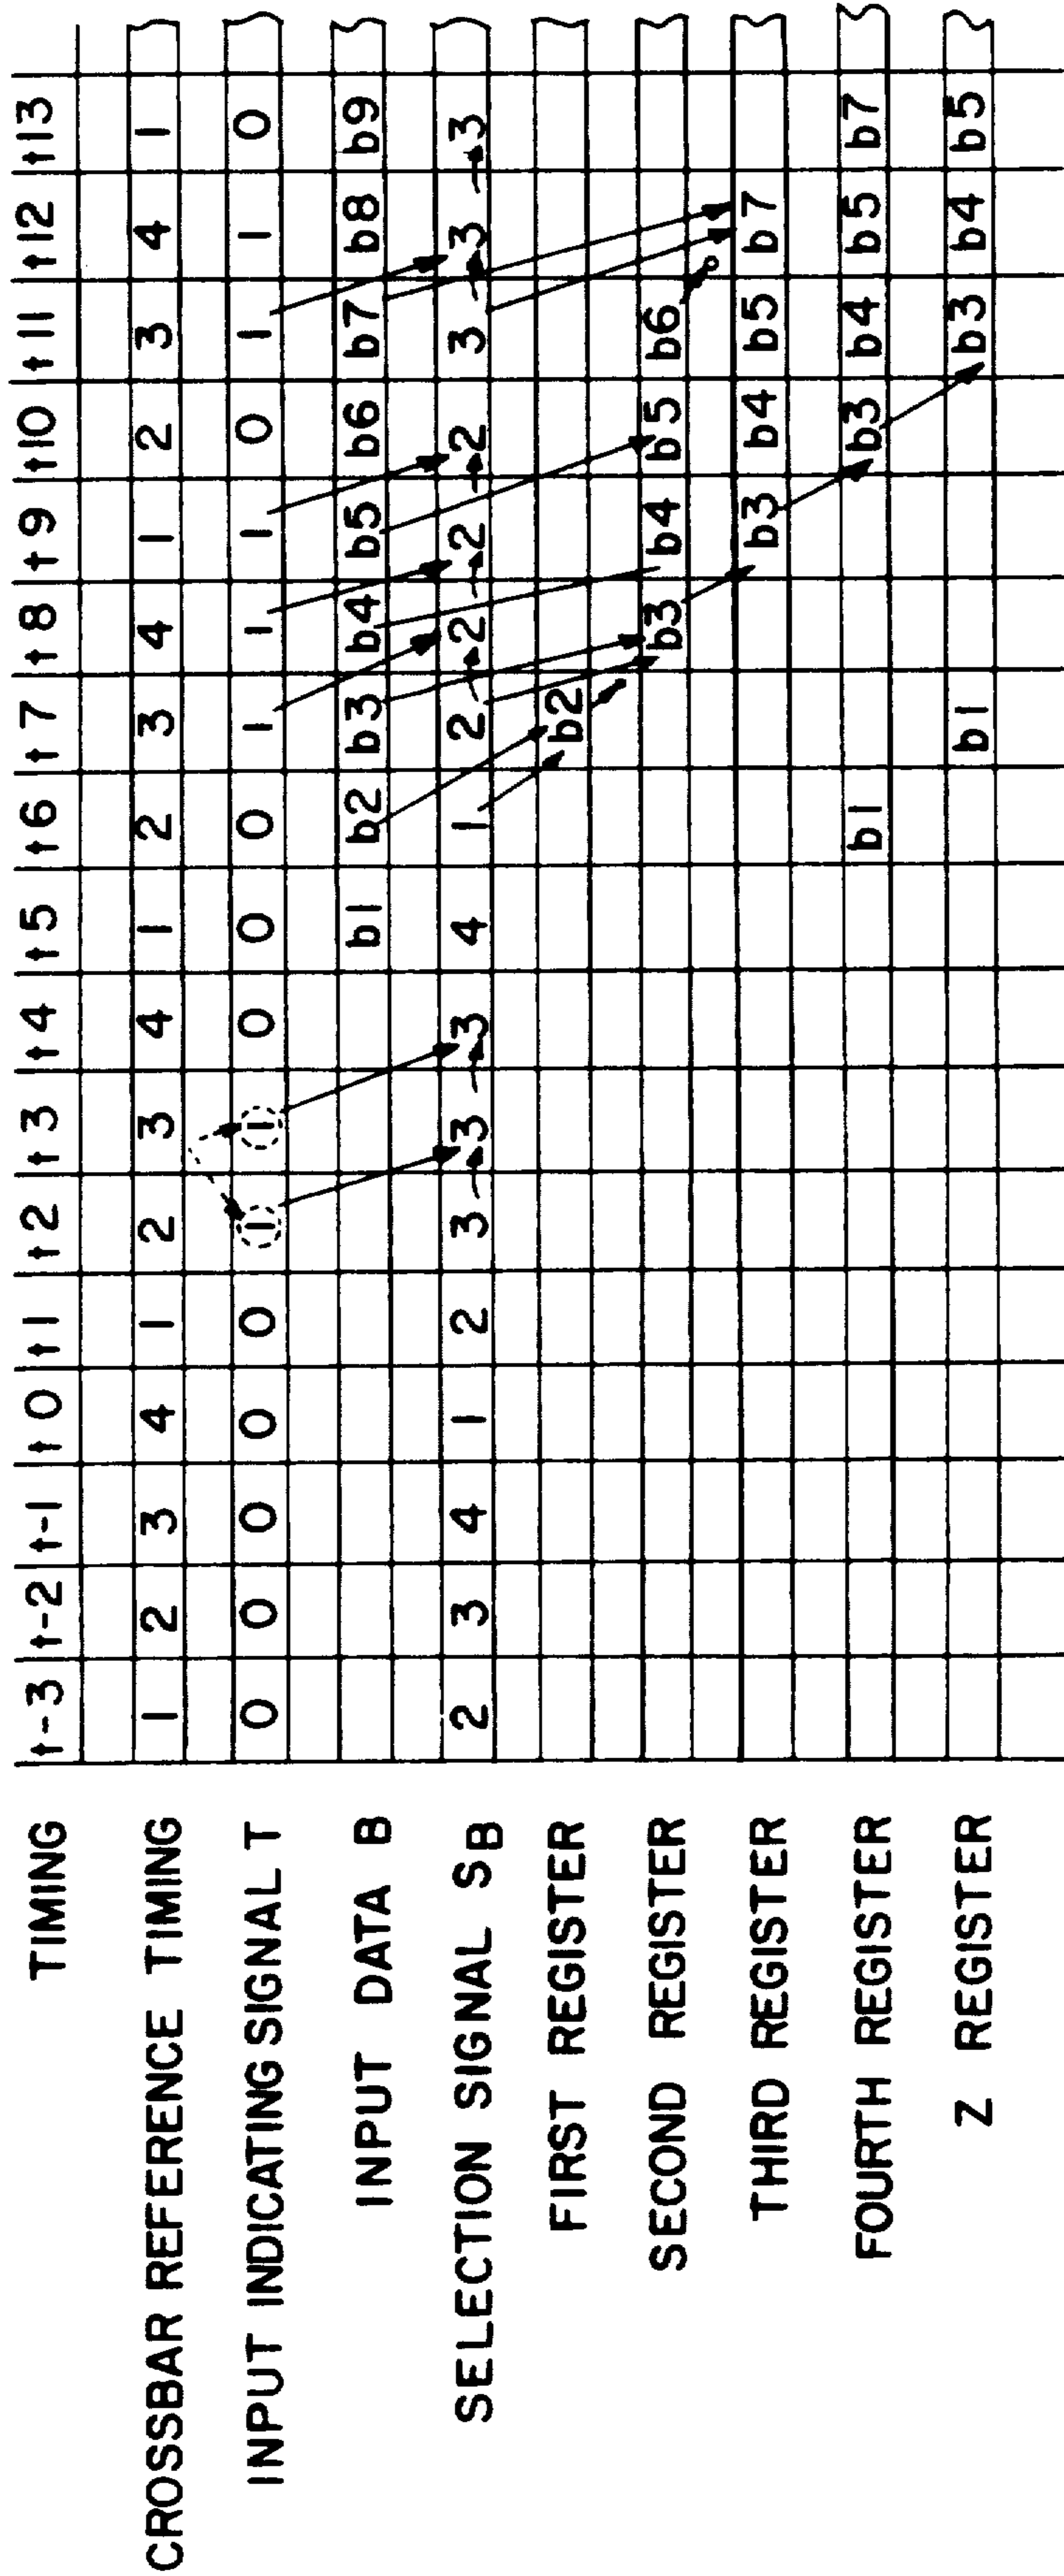 TIMING t-3 t-2 t-1 t0 t1 t2 t3 t4 t5 t6 t7 t8 t9 t10 t11 t12 t13
CROSSBAR REFERENCE TIMING 1 2 3 4 1 2 3 4 1 2 3 4 1 2 3 4 1
INPUT INDICATING SIGNAL T 0 0 0 0 0 1 1 0 0 0 1 1 1 0 1 1 0
INPUT DATA B b1 b2 b3 b4 b5 b6 b7 b8 b9
SELECTION SIGNAL SB 2 3 4 1 2 3 3 3 4 1 2 2 2 2 3 3 3
FIRST REGISTER b2
SECOND REGISTER b3 b4 b5 b6
THIRD REGISTER b3 b4 b5 b7
FOURTH REGISTER b1 b3 b4 b5 b7
Z REGISTER b1 b3 b4 b5